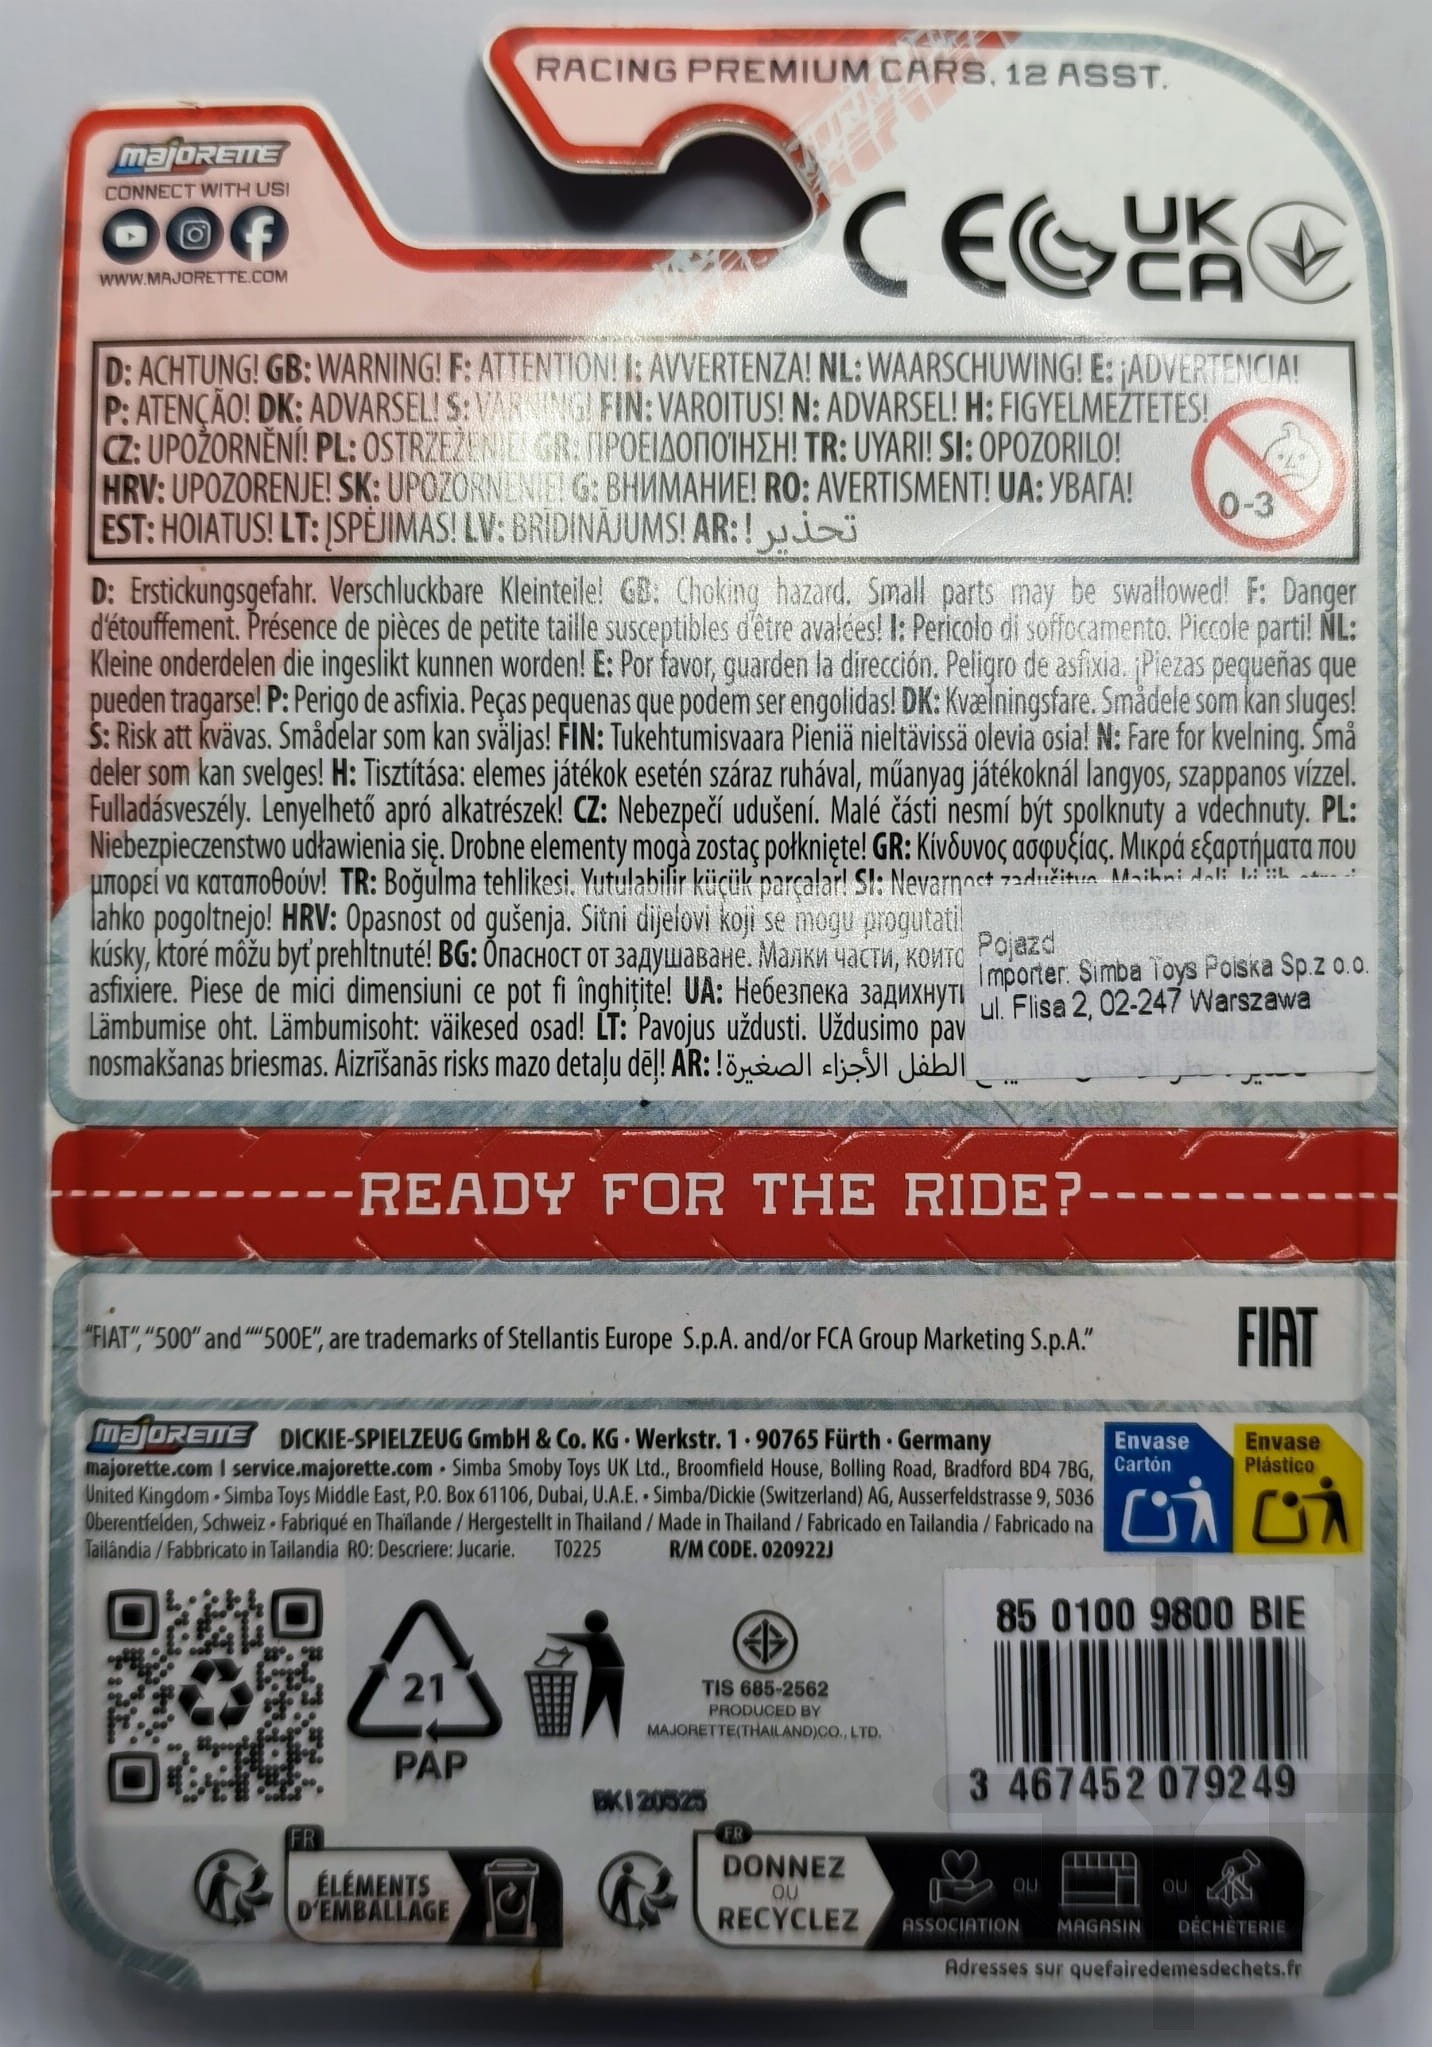 RACING PREMIUM CARS. 12 ASST.
MAJORETTE
CONNECT WITH US!
WWW.MAJORETTE.COM
CE UK
CA
D: ACHTUNG! GB: WARNING! F: ATTENTION! I: AVVERTENZA! NL: WAARSCHUWING! E: ¡ADVERTENCIA!
P: ATENÇÃO! DK: ADVARSEL! S: VARNING! FIN: VAROITUS! N: ADVARSEL! H: FIGYELMEZTETES!
CZ: UPOZORNĚNÍ! PL: OSTRZEŻENIE! GR: ΠΡΟΕΙΔΟΠΟΊΗΣΗ! TR: UYARI! SI: OPOZORILO!
HRV: UPOZORENJE! SK: UPOZORNENIE! G: ВНИМАНИЕ! RO: AVERTISMENT! UA: УВАГА!
EST: HOIATUS! LT: ĮSPĖJIMAS! LV: BRĪDINĀJUMS! AR: ! تحذير
0-3
D: Erstickungsgefahr. Verschluckbare Kleinteile! GB: Choking hazard. Small parts may be swallowed! F: Danger
d'étouffement. Présence de pièces de petite taille susceptibles d'être avalées! I: Pericolo di soffocamento. Piccole parti! NL:
Kleine onderdelen die ingeslikt kunnen worden! E: Por favor, guarden la dirección. Peligro de asfixia. ¡Piezas pequeñas que
pueden tragarse! P: Perigo de asfixia. Peças pequenas que podem ser engolidas! DK: Kvælningsfare. Smådele som kan sluges!
S: Risk att kvävas. Smådelar som kan sväljas! FIN: Tukehtumisvaara Pieniä nieltävissä olevia osia! N: Fare for kvelning. Små
deler som kan svelges! H: Tisztítása: elemes játékok esetén száraz ruhával, műanyag játékoknál langyos, szappanos vízzel.
Fulladásveszély. Lenyelhető apró alkatrészek! CZ: Nebezpečí udušení. Malé části nesmí být spolknuty a vdechnuty. PL:
Niebezpieczenstwo udławienia się. Drobne elementy mogà zostaç połknięte! GR: Κίνδυνος ασφυξίας. Μικρά εξαρτήματα που
μπορεί να καταποθούν! TR: Boğulma tehlikesi. Yutulabilir küçük parçalar! SI: Nevarnost zadušitve.
lahko pogoltnejo! HRV: Opasnost od gušenja. Sitni dijelovi koji se mogu progutati!
kúsky, ktoré môžu byť prehltnuté! BG: Опасност от задушаване. Малки части,
asfixiere. Piese de mici dimensiuni ce pot fi înghițite! UA: Небезпека
Lämbumise oht. Lämbumisoht: väikesed osad! LT: Pavojus uždusti. Uždusimo
nosmakšanas briesmas. Aizrīšanās risks mazo detaļu dēļ! AR: ! الطفل الأجزاء الصغيرة
Pojazd
Importer: Simba Toys Polska Sp.z o.o.
ul. Flisa 2, 02-247 Warszawa
READY FOR THE RIDE?
"FIAT", "500" and ""500E", are trademarks of Stellantis Europe S.p.A. and/or FCA Group Marketing S.p.A."
FIAT
MAJORETTE DICKIE-SPIELZEUG GmbH & Co. KG · Werkstr. 1 · 90765 Fürth · Germany
majorette.com I service.majorette.com • Simba Smoby Toys UK Ltd., Broomfield House, Bolling Road, Bradford BD4 7BG,
United Kingdom • Simba Toys Middle East, P.O. Box 61106, Dubai, U.A.E. • Simba/Dickie (Switzerland) AG, Ausserfeldstrasse 9, 5036
Oberentfelden, Schweiz • Fabriqué en Thaïlande / Hergestellt in Thailand / Made in Thailand / Fabricado en Tailandia / Fabricado na
Tailândia / Fabbricato in Tailandia RO: Descriere: Jucarie. T0225 R/M CODE. 020922J
Envase
Cartón
Envase
Plástico
21
PAP
TIS 685-2562
PRODUCED BY
MAJORETTE(THAILAND)CO., LTD.
85 0100 9800 BIE
3 467452 079249
BK120525
FR
ÉLÉMENTS
D'EMBALLAGE
FR
DONNEZ
OU
RECYCLEZ
ASSOCIATION OU MAGASIN OU DÉCHÈTERIE
Adresses sur quefairedemesdechets.fr